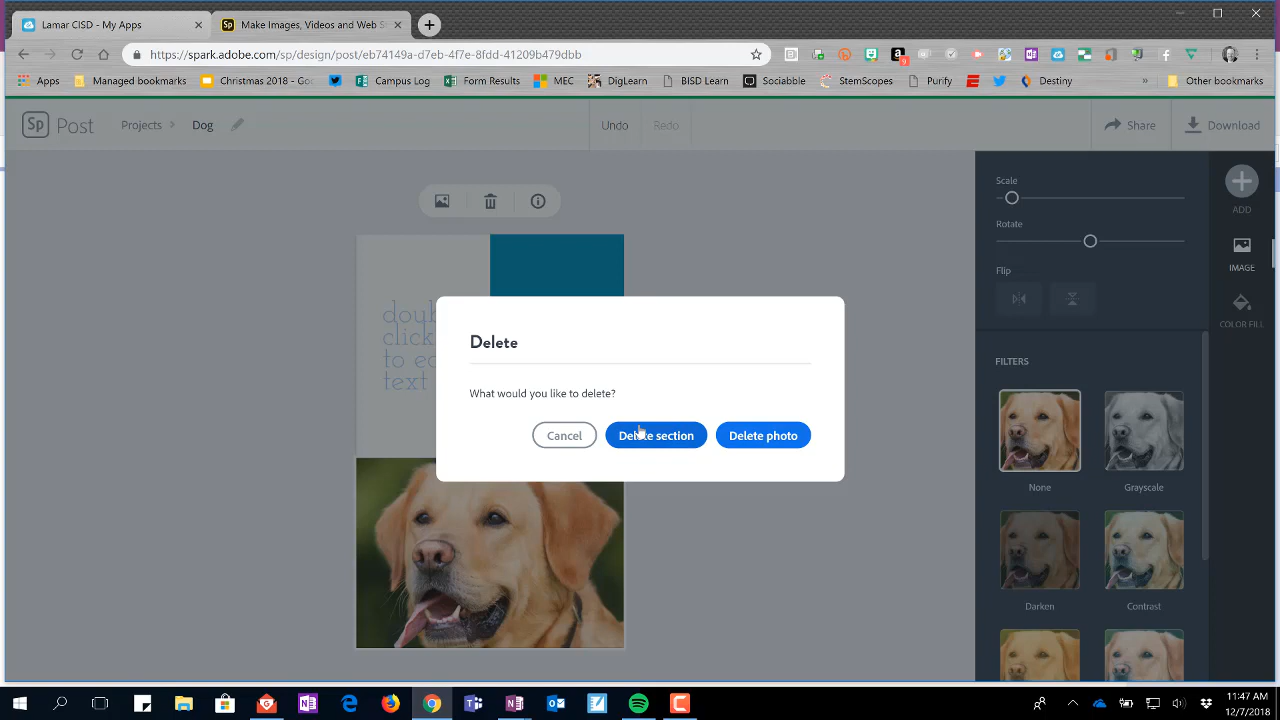 Lamar CISD - My Apps
Sp Make Images, Videos and Web S
https://spark.adobe.com/sp/design/post/eb74149a-d7eb-4f7e-8fdd-41209b479dbb
9
Apps Managed bookmarks Christmas 2018 - Goo Campus Log Form Results MEC DigLearn BISD Learn Sociabble StemScopes Purify Destiny » Other bookmarks
Sp Post Projects Dog Undo Redo Share Download
Scale
Rotate
Flip
ADD
IMAGE
COLOR FILL
doub
click
to ed
text
Delete
What would you like to delete?
Cancel Delete section Delete photo
FILTERS
None Grayscale
Darken Contrast
11:47 AM
12/7/2018